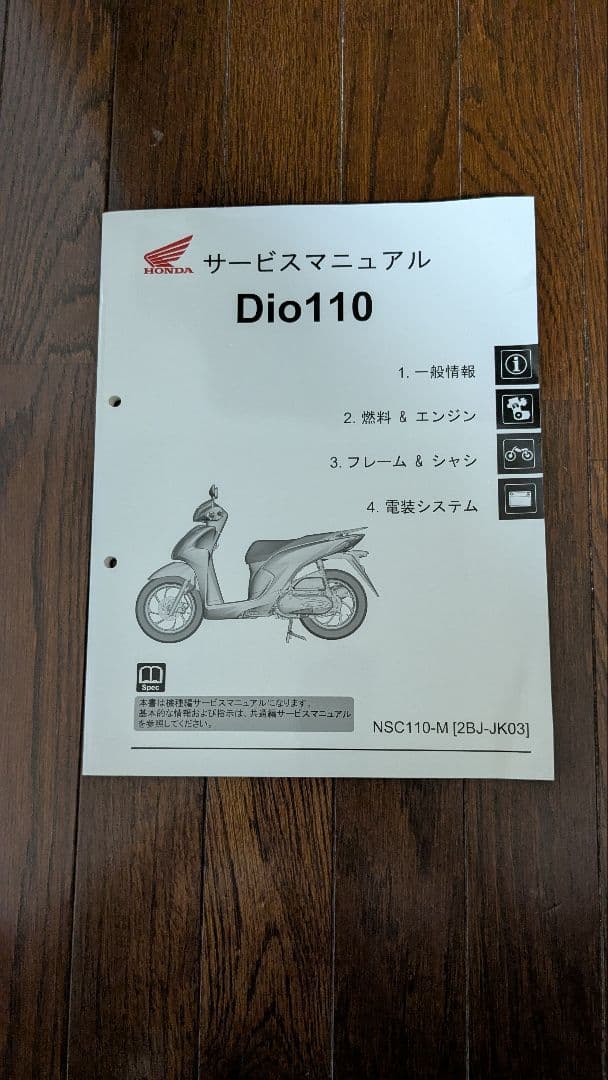 HONDA
サービスマニュアル
Dio110
1. 一般情報
2. 燃料 & エンジン
3. フレーム & シャシ
4. 電装システム
Spec
本書は機種編サービスマニュアルになります。
基本的な情報および指示は、共通編サービスマニュアル
を参照してください。
NSC110-M [2BJ-JK03]